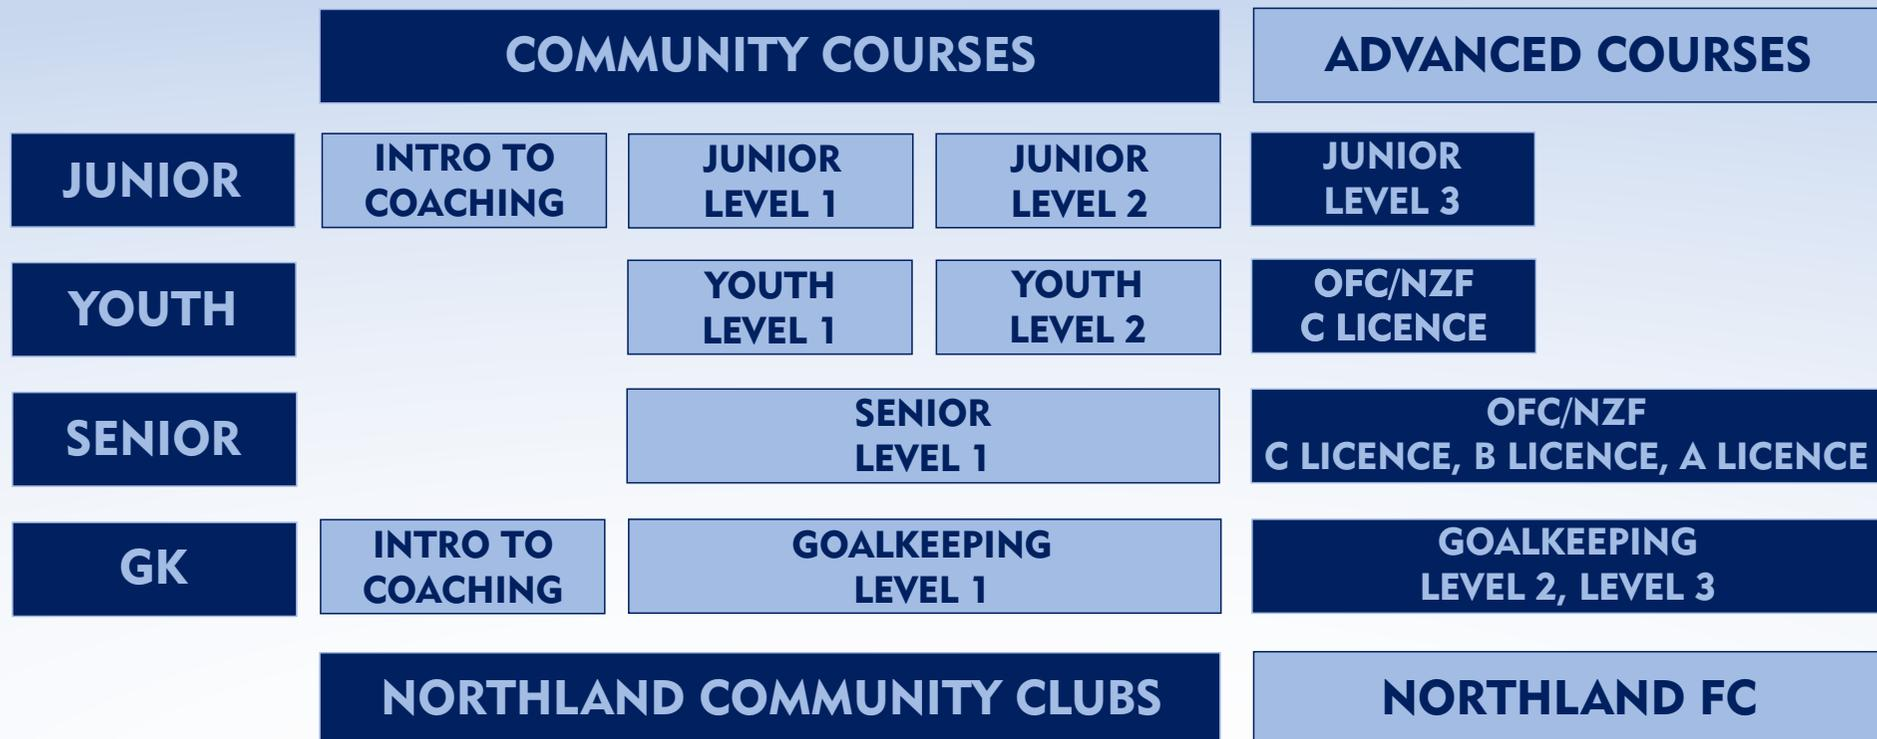 COMMUNITY COURSES
ADVANCED COURSES
JUNIOR
INTRO TO
COACHING
JUNIOR
LEVEL 1
JUNIOR
LEVEL 2
JUNIOR
LEVEL 3
YOUTH
YOUTH
LEVEL 1
YOUTH
LEVEL 2
OFC/NZF
C LICENCE
SENIOR
SENIOR
LEVEL 1
OFC/NZF
C LICENCE, B LICENCE, A LICENCE
GK
INTRO TO
COACHING
GOALKEEPING
LEVEL 1
GOALKEEPING
LEVEL 2, LEVEL 3
NORTHLAND COMMUNITY CLUBS
NORTHLAND FC